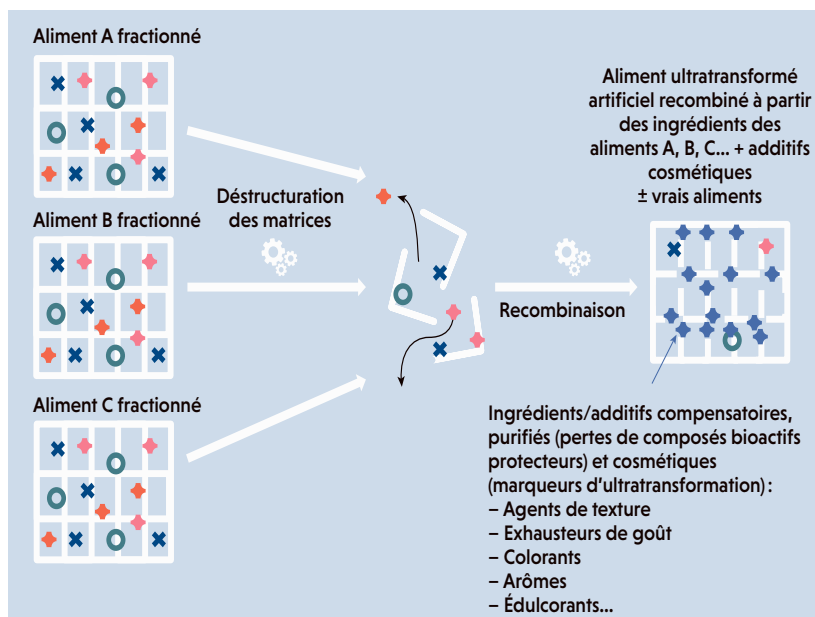 Aliment A fractionné
Aliment B fractionné
Aliment C fractionné
Déstructuration
des matrices
Recombinaison
Aliment ultratransformé
artificiel recombiné à partir
des ingrédients des
aliments A, B, C... + additifs
cosmétiques
± vrais aliments
Ingrédients/additifs compensatoires,
purifiés (pertes de composés bioactifs
protecteurs) et cosmétiques
(marqueurs d’ultratransformation) :
– Agents de texture
– Exhausteurs de goût
– Colorants
– Arômes
– Édulcorants...